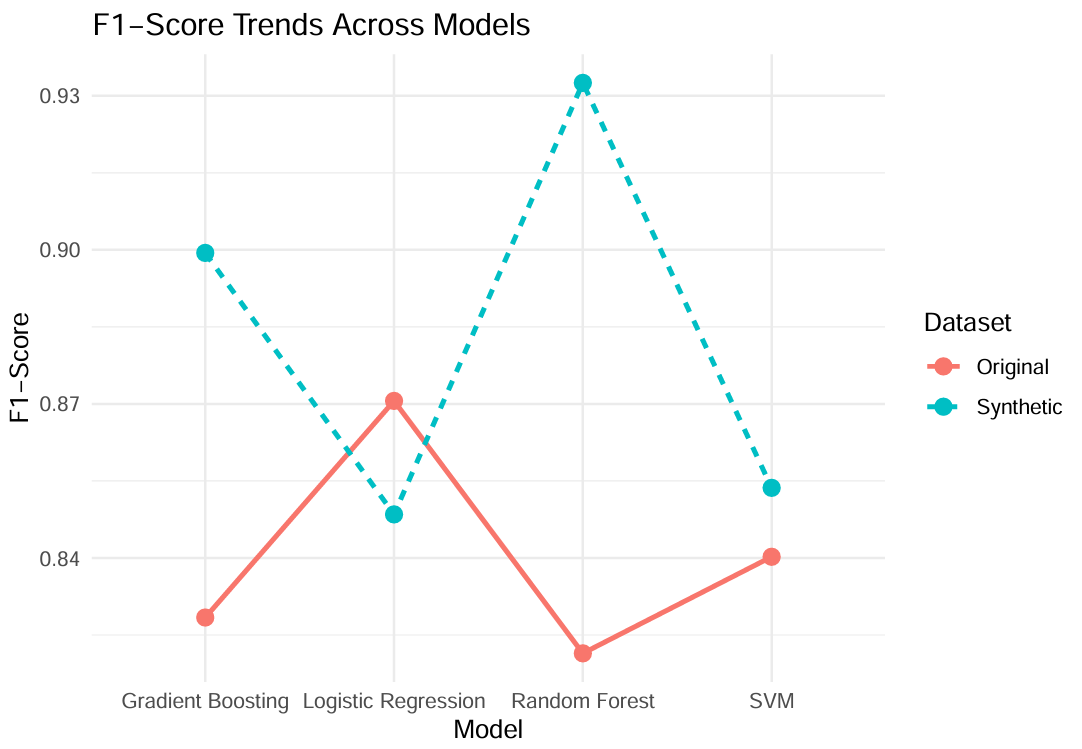 F1−Score Trends Across Models
0.93
0.90
0.87
0.84
F1−Score
Gradient Boosting
Logistic Regression
Random Forest
SVM
Model
Dataset
Original
Synthetic